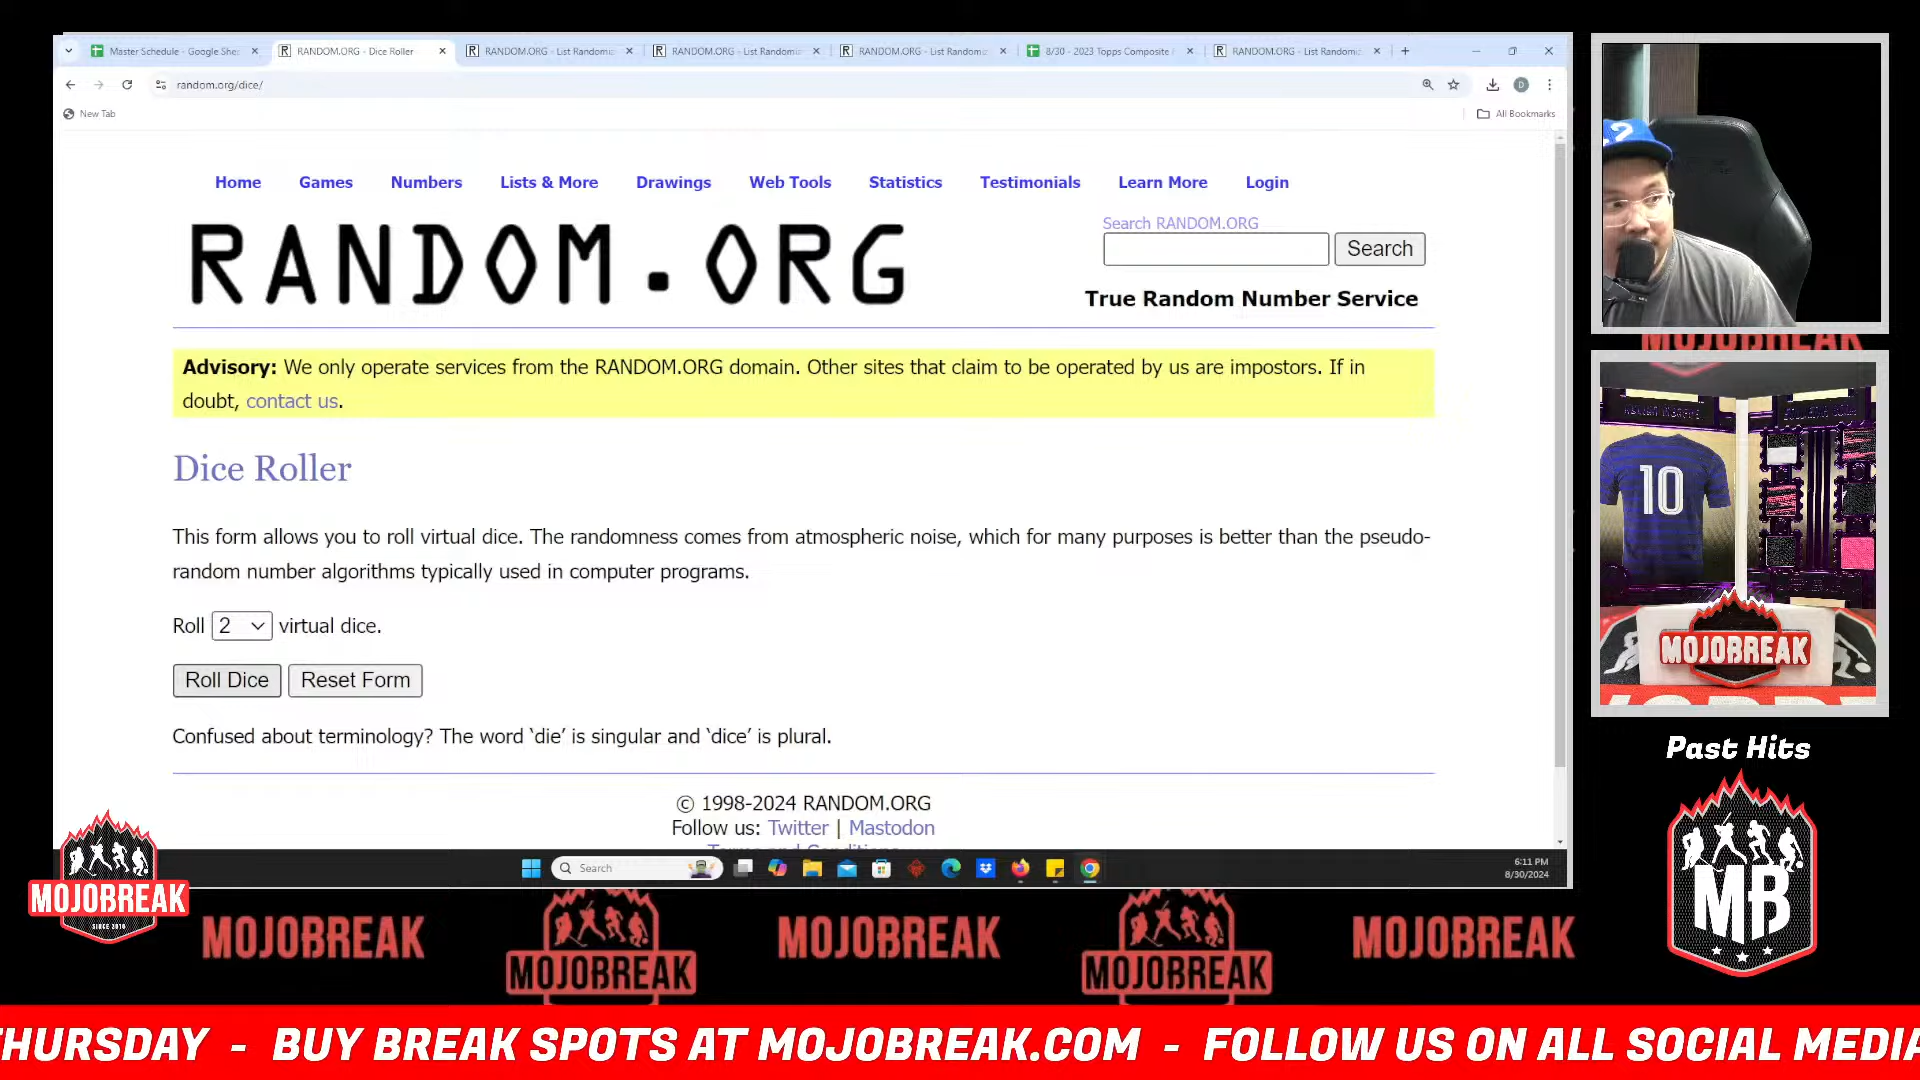 Master Schedule - Google She
RANDOM.ORG - Dice Roller
RANDOM.ORG - List Randomiz
RANDOM.ORG - List Randomiz
RANDOM.ORG - List Randomiz
8/30 - 2023 Topps Composite
RANDOM.ORG - List Randomiz
random.org/dice/
D
New Tab
All Bookmarks
Home Games Numbers Lists & More Drawings Web Tools Statistics Testimonials Learn More Login
RANDOM.ORG
Search RANDOM.ORG
Search
True Random Number Service
Advisory: We only operate services from the RANDOM.ORG domain. Other sites that claim to be operated by us are impostors. If in
doubt, contact us.
Dice Roller
This form allows you to roll virtual dice. The randomness comes from atmospheric noise, which for many purposes is better than the pseudo-
random number algorithms typically used in computer programs.
Roll 2 virtual dice.
Roll Dice Reset Form
Confused about terminology? The word ‘die’ is singular and ‘dice’ is plural.
© 1998-2024 RANDOM.ORG
Follow us: Twitter | Mastodon
Terms and Conditions
Search
6:11 PM
8/30/2024
10
MOJOBREAK
Past Hits
MB
MOJOBREAK
SINCE 2010
MOJOBREAK MOJOBREAK MOJOBREAK MOJOBREAK MOJOBREAK
THURSDAY - BUY BREAK SPOTS AT MOJOBREAK.COM - FOLLOW US ON ALL SOCIAL MEDIA